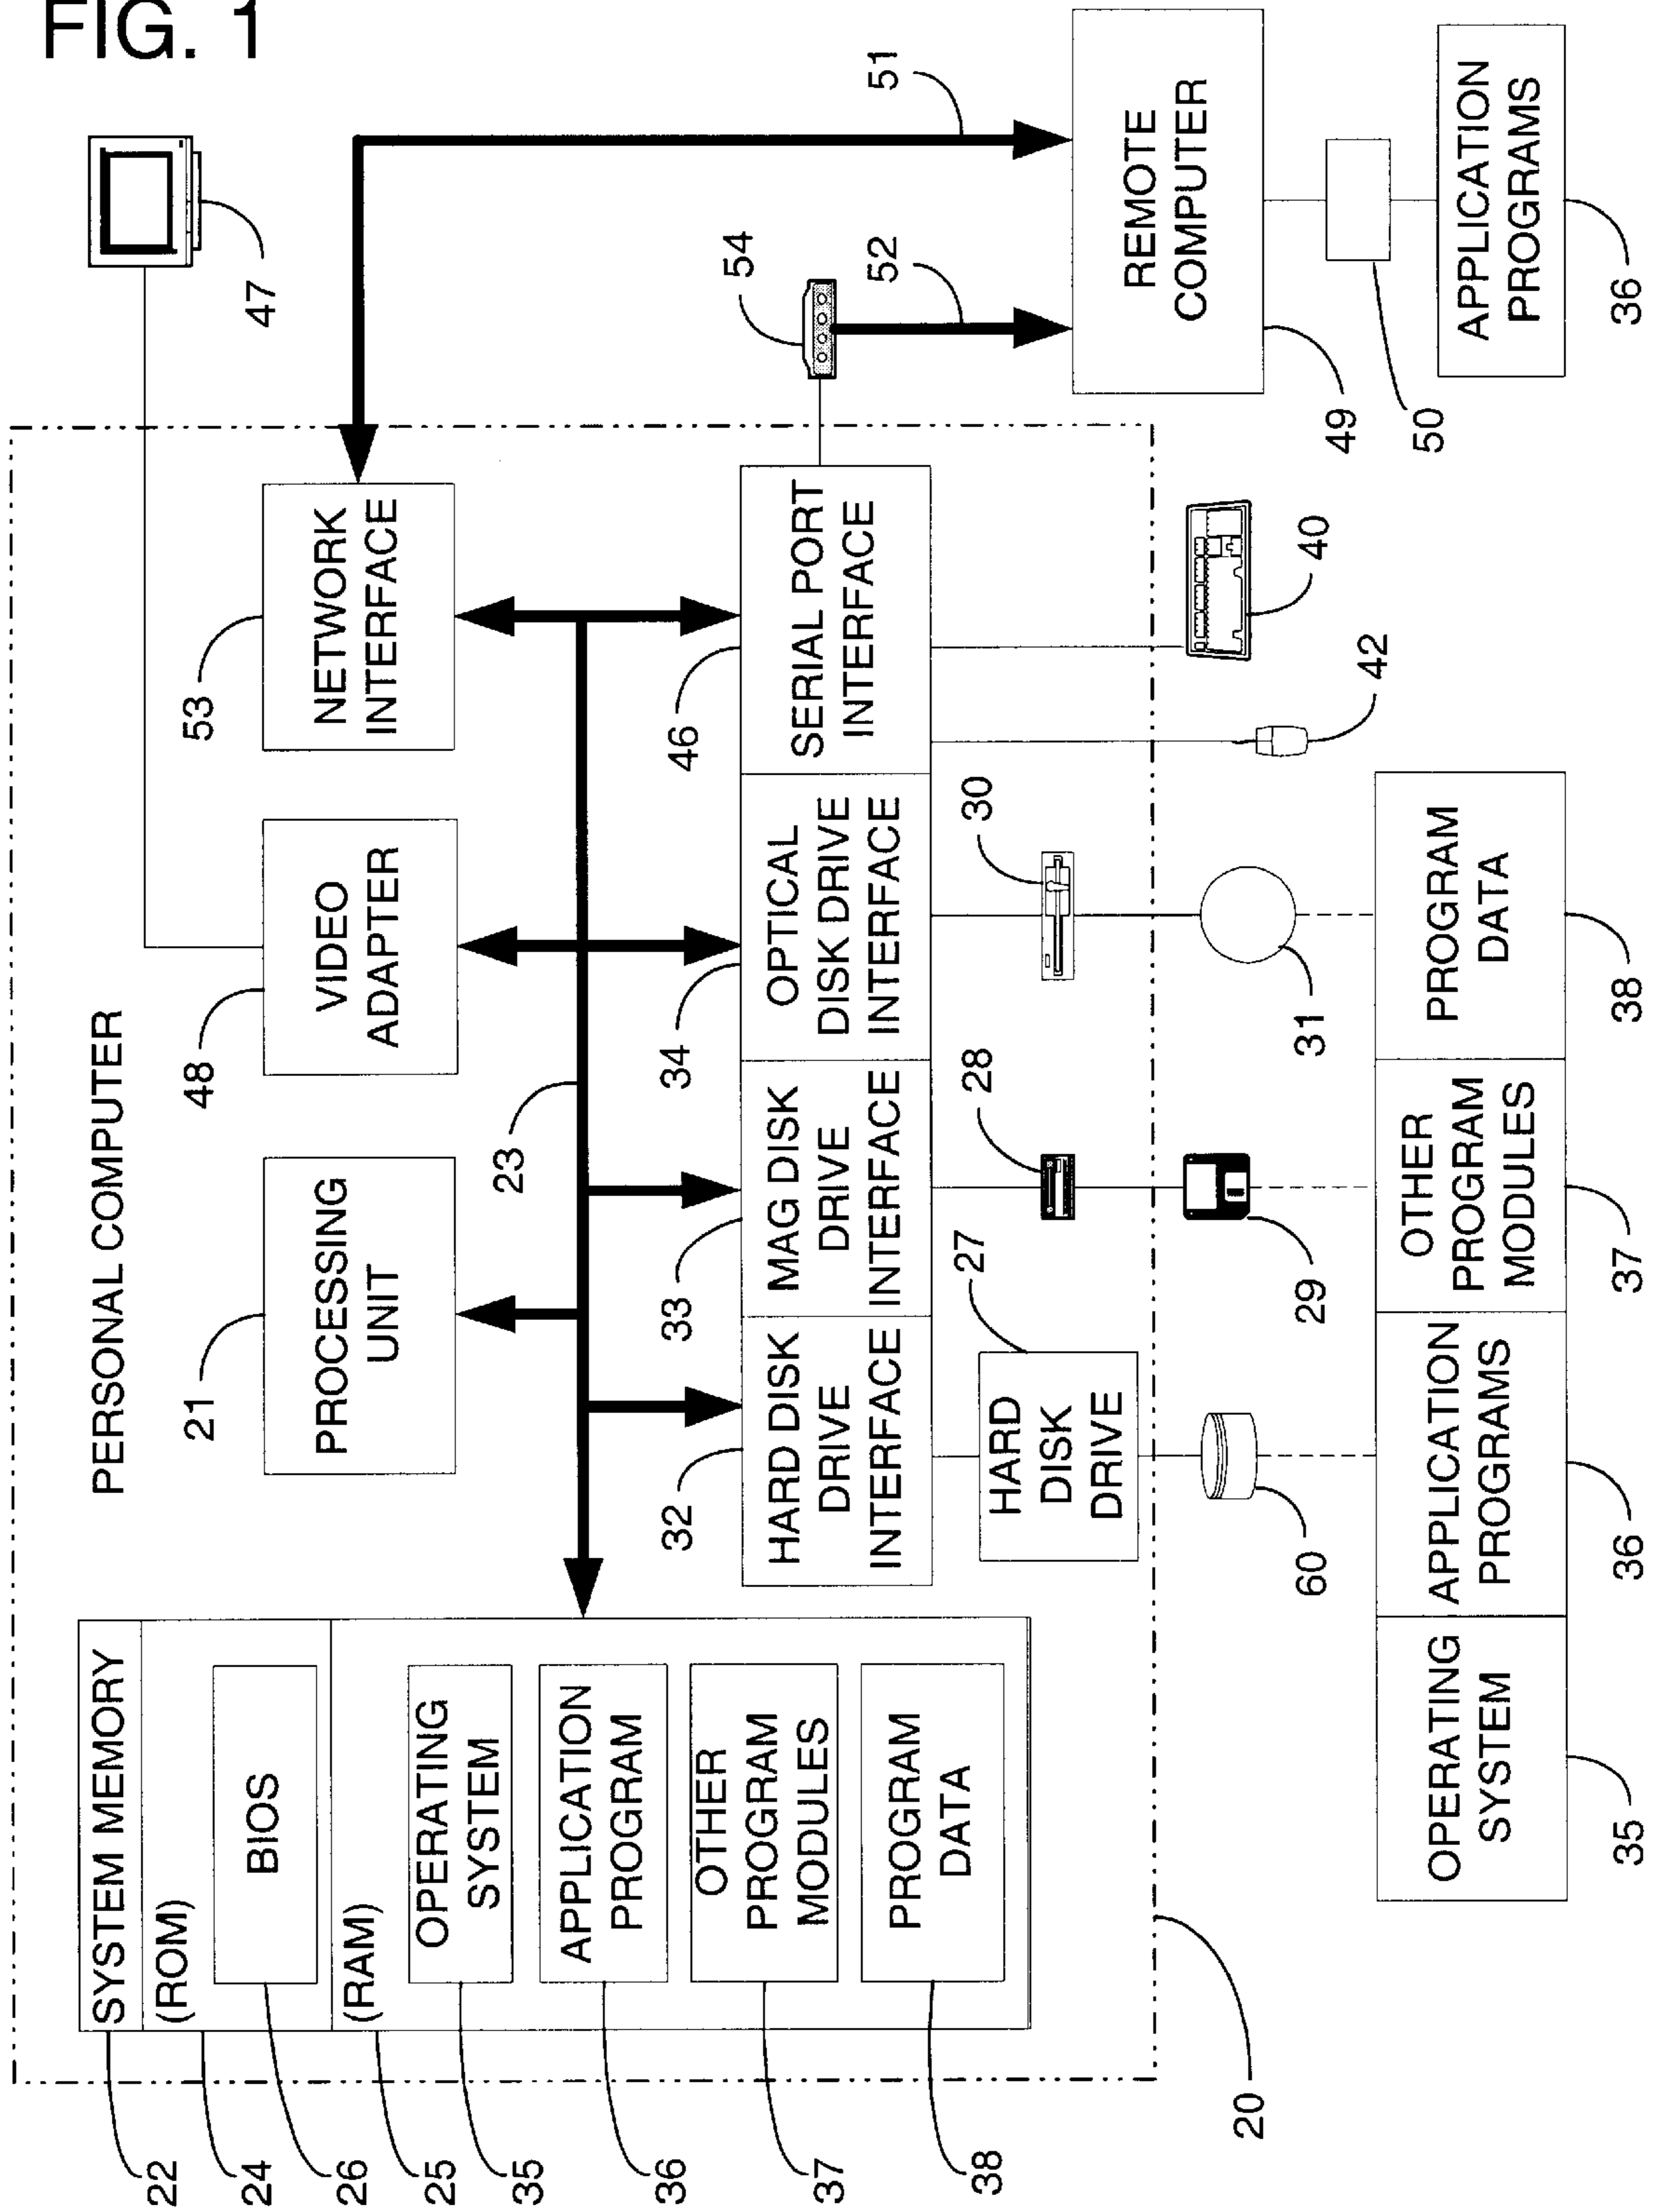 FIG. 1
PERSONAL COMPUTER
47
SYSTEM MEMORY
22
(ROM)
24
BIOS
26
(RAM)
25
OPERATING
SYSTEM
35
APPLICATION
PROGRAM
36
OTHER
PROGRAM
MODULES
37
PROGRAM
DATA
38
21
PROCESSING
UNIT
48
VIDEO
ADAPTER
53
NETWORK
INTERFACE
23
32
HARD DISK
DRIVE
INTERFACE
33
MAG DISK
DRIVE
INTERFACE
34
OPTICAL
DISK DRIVE
INTERFACE
46
SERIAL PORT
INTERFACE
54
52
51
27
HARD
DISK
DRIVE
28
30
20
60
29
31
42
40
REMOTE
COMPUTER
49
50
OPERATING
SYSTEM
35
APPLICATION
PROGRAMS
36
OTHER
PROGRAM
MODULES
37
PROGRAM
DATA
38
APPLICATION
PROGRAMS
36